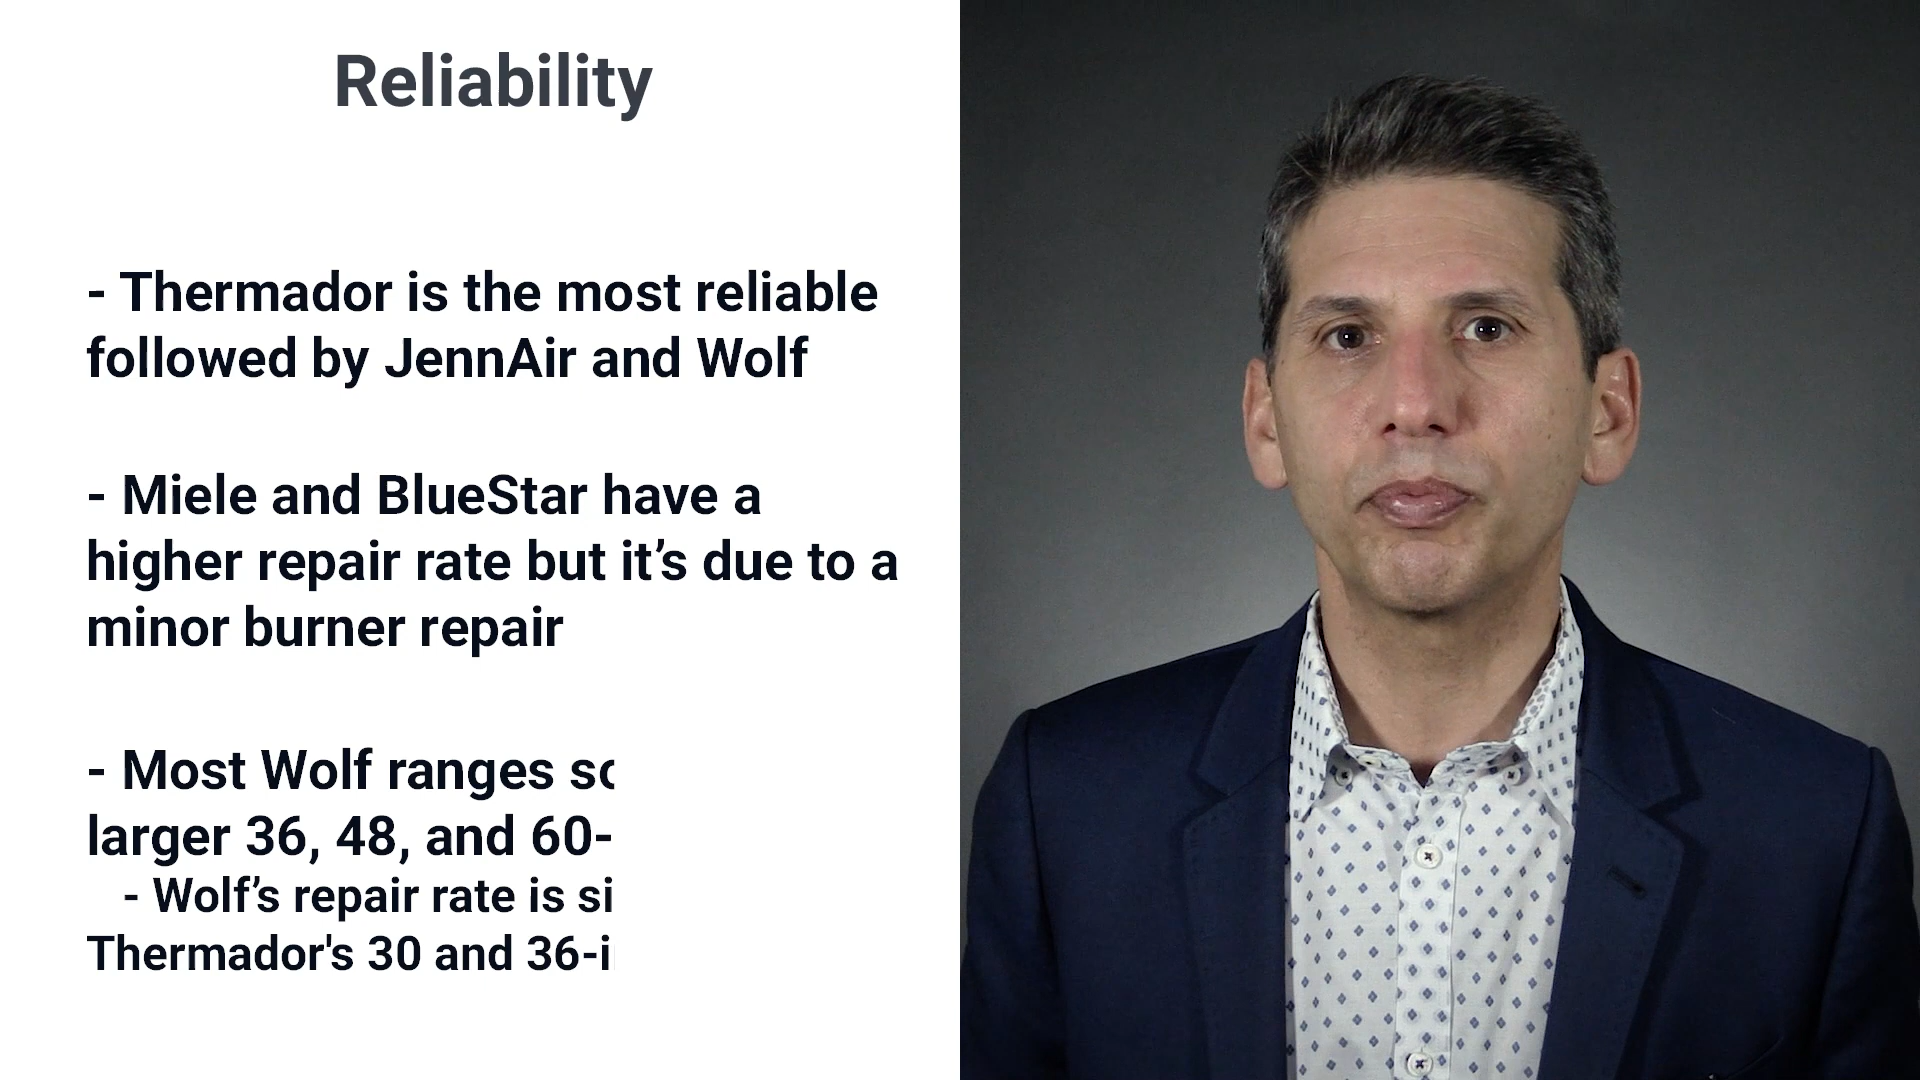 Reliability
- Thermador is the most reliable
followed by JennAir and Wolf
- Miele and BlueStar have a
higher repair rate but it’s due to a
minor burner repair
- Most Wolf ranges
larger 36, 48, and 60-
- Wolf’s repair rate is
Thermador's 30 and